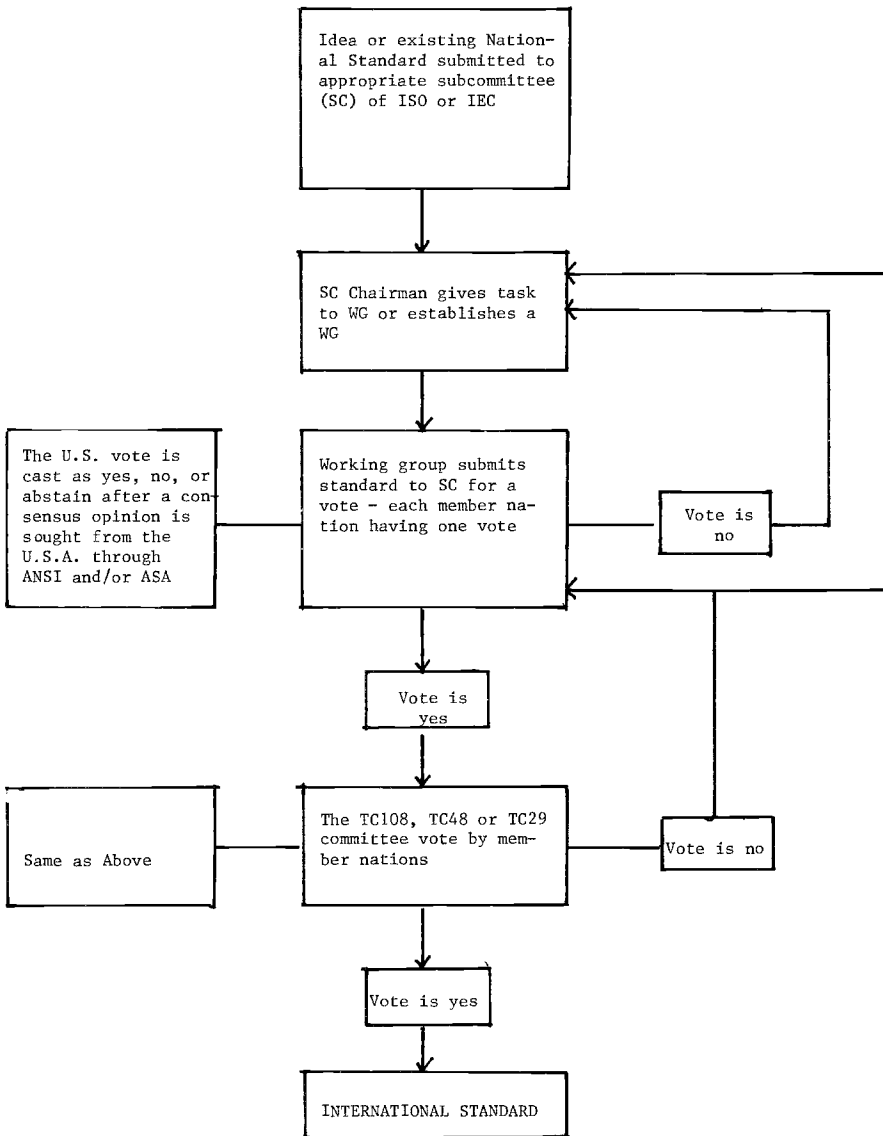 Idea or existing Nation-
al Standard submitted to
appropriate subcommittee
(SC) of ISO or IEC
SC Chairman gives task
to WG or establishes a
WG
The U.S. vote is
cast as yes, no, or
abstain after a con-
sensus opinion is
sought from the
U.S.A. through
ANSI and/or ASA
Working group submits
standard to SC for a
vote - each member na-
tion having one vote
Vote is
no
Vote is
yes
Same as Above
The TC108, TC48 or TC29
committee vote by mem-
ber nations
Vote is no
Vote is yes
INTERNATIONAL STANDARD